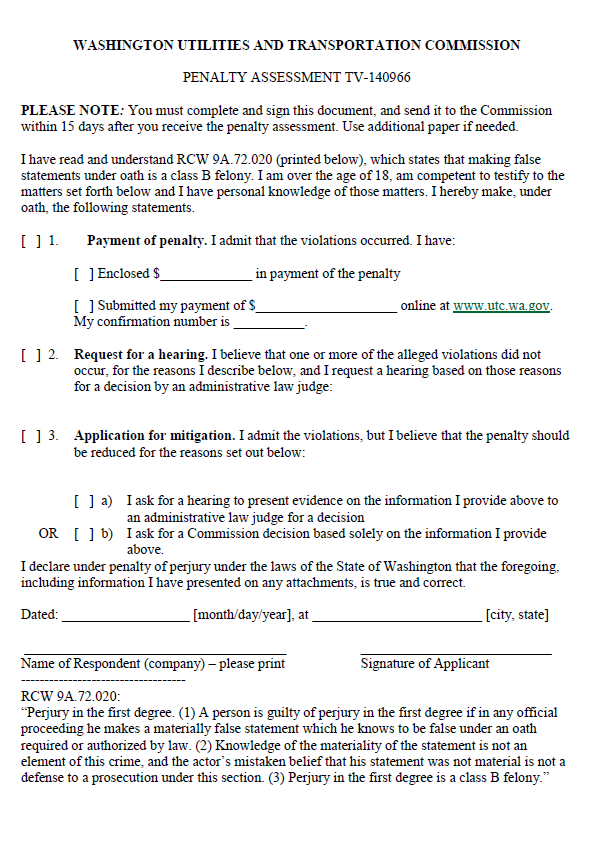 WASHINGTON UTILITIES AND TRANSPORTATION COMMISSION
PENALTY ASSESSMENT TV-140966
PLEASE NOTE: You must complete and sign this document, and send it to the Commission
within 15 days after you receive the penalty assessment. Use additional paper if needed.
I have read and understand RCW 9A.72.020 (printed below), which states that making false
statements under oath is a class B felony. I am over the age of 18, am competent to testify to the
matters set forth below and I have personal knowledge of those matters. I hereby make, under
oath, the following statements.
[ ] 1. Payment of penalty. I admit that the violations occurred. I have:
[ ] Enclosed $______________ in payment of the penalty
[ ] Submitted my payment of $_____________________ online at www.utc.wa.gov.
My confirmation number is ___________.
[ ] 2. Request for a hearing. I believe that one or more of the alleged violations did not
occur, for the reasons I describe below, and I request a hearing based on those reasons
for a decision by an administrative law judge:
[ ] 3. Application for mitigation. I admit the violations, but I believe that the penalty should
be reduced for the reasons set out below:
[ ] a) I ask for a hearing to present evidence on the information I provide above to
an administrative law judge for a decision
OR [ ] b) I ask for a Commission decision based solely on the information I provide
above.
I declare under penalty of perjury under the laws of the State of Washington that the foregoing,
including information I have presented on any attachments, is true and correct.
Dated: ___________________ [month/day/year], at _________________________ [city, state]
_______________________________________ ____________________________
Name of Respondent (company) – please print Signature of Applicant
-----------------------------------
RCW 9A.72.020:
“Perjury in the first degree. (1) A person is guilty of perjury in the first degree if in any official
proceeding he makes a materially false statement which he knows to be false under an oath
required or authorized by law. (2) Knowledge of the materiality of the statement is not an
element of this crime, and the actor’s mistaken belief that his statement was not material is not a
defense to a prosecution under this section. (3) Perjury in the first degree is a class B felony.”